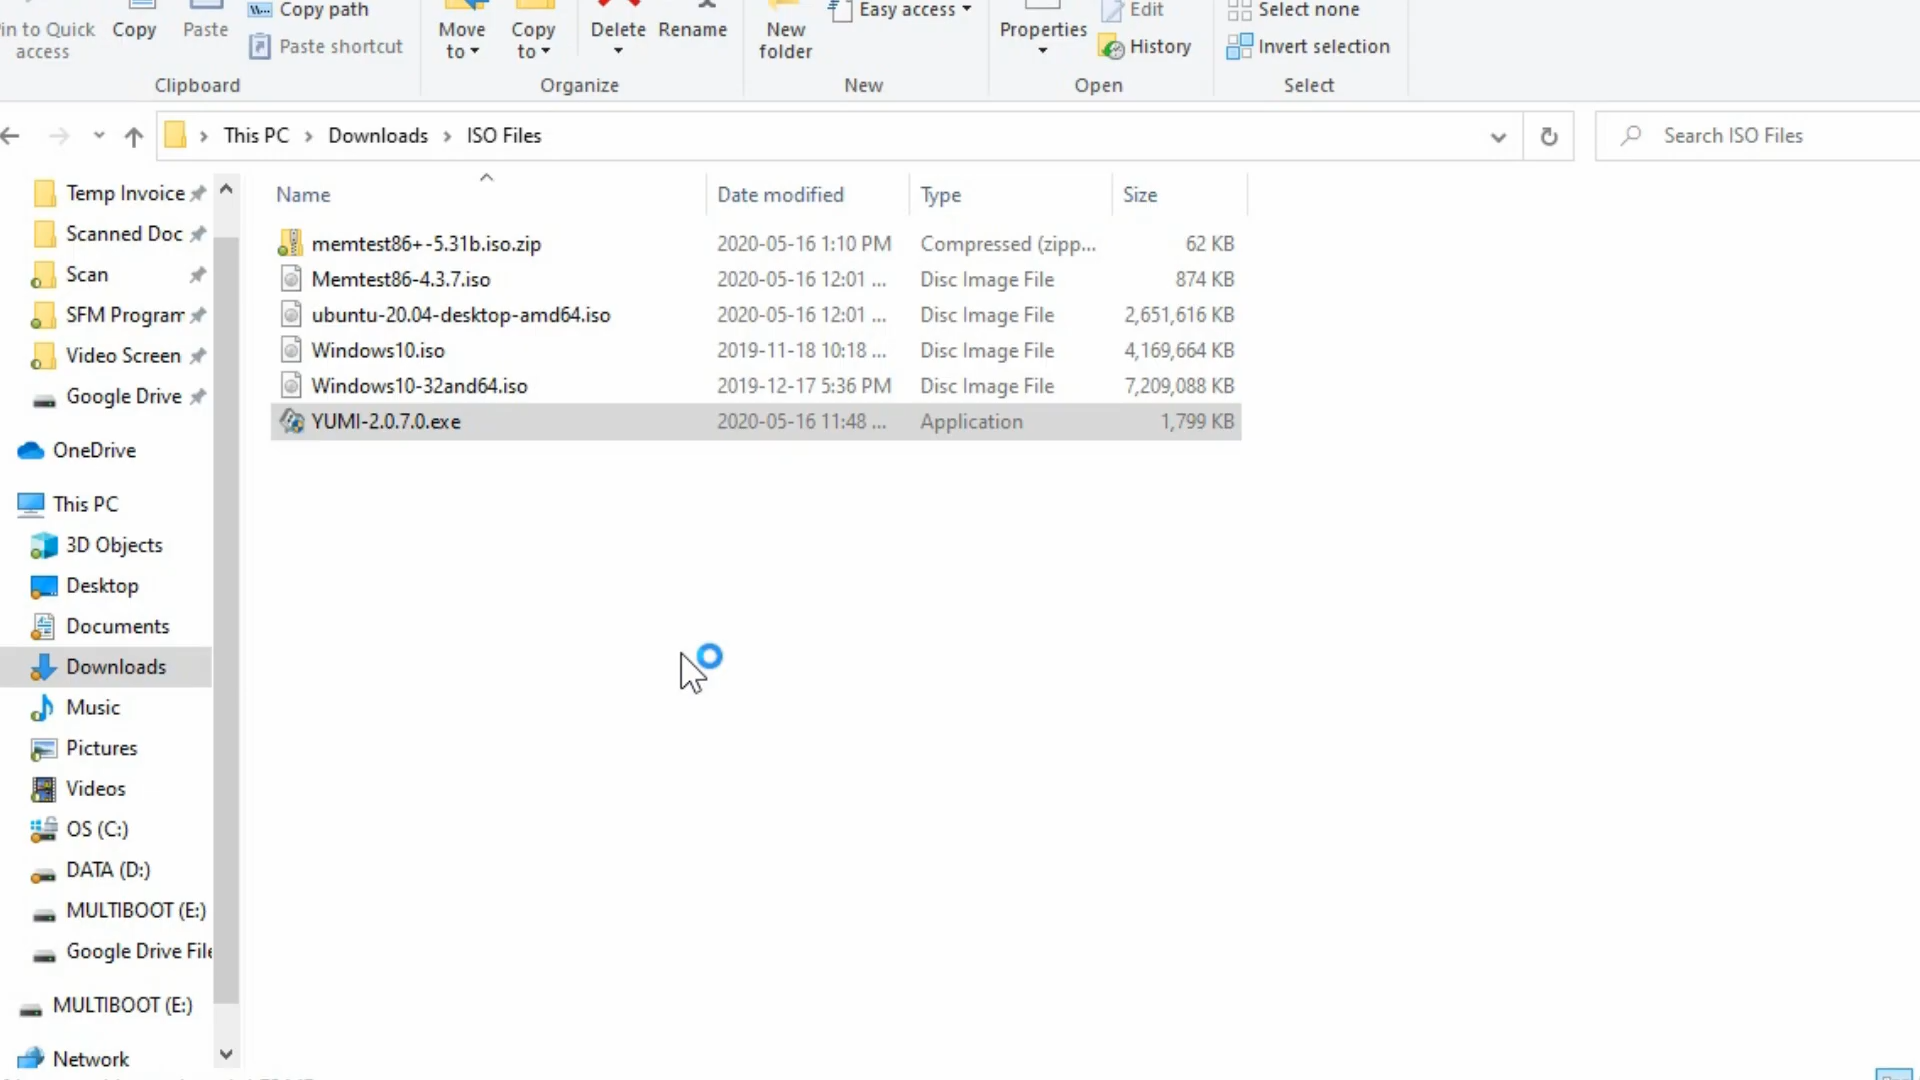 Copy path
in to Quick access
Copy
Paste
Paste shortcut
Move to
Copy to
Delete
Rename
New folder
Easy access
Properties
Edit
History
Select none
Invert selection
Clipboard
Organize
New
Open
Select
This PC > Downloads > ISO Files
Search ISO Files
Name Date modified Type Size
memtest86+-5.31b.iso.zip 2020-05-16 1:10 PM Compressed (zipp... 62 KB
Memtest86-4.3.7.iso 2020-05-16 12:01 ... Disc Image File 874 KB
ubuntu-20.04-desktop-amd64.iso 2020-05-16 12:01 ... Disc Image File 2,651,616 KB
Windows10.iso 2019-11-18 10:18 ... Disc Image File 4,169,664 KB
Windows10-32and64.iso 2019-12-17 5:36 PM Disc Image File 7,209,088 KB
YUMI-2.0.7.0.exe 2020-05-16 11:48 ... Application 1,799 KB
Temp Invoice
Scanned Doc
Scan
SFM Program
Video Screen
Google Drive
OneDrive
This PC
3D Objects
Desktop
Documents
Downloads
Music
Pictures
Videos
OS (C:)
DATA (D:)
MULTIBOOT (E:)
Google Drive File
MULTIBOOT (E:)
Network